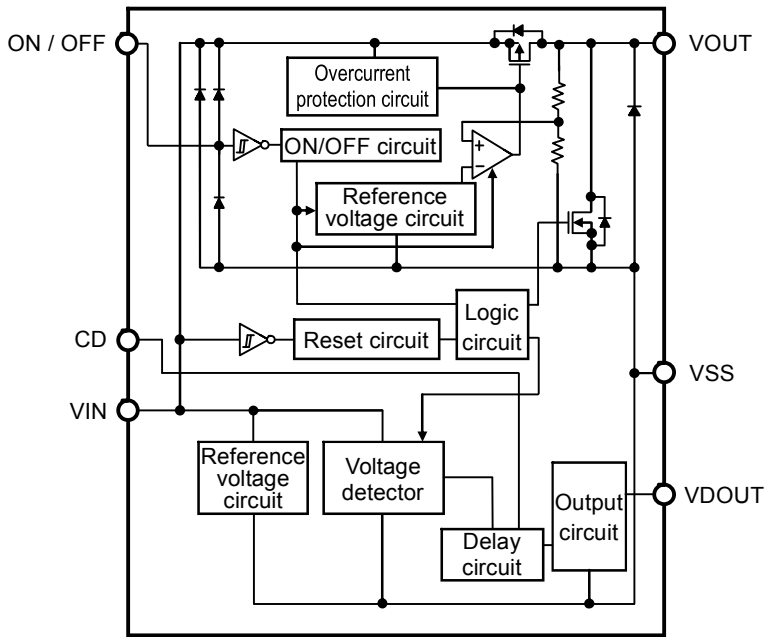 ON / OFF
VOUT
Overcurrent
protection circuit
+
−
ON/OFF circuit
Reference
voltage circuit
Logic
circuit
CD
Reset circuit
VSS
VIN
Reference
voltage
circuit
Voltage
detector
Output
circuit
VDOUT
Delay
circuit